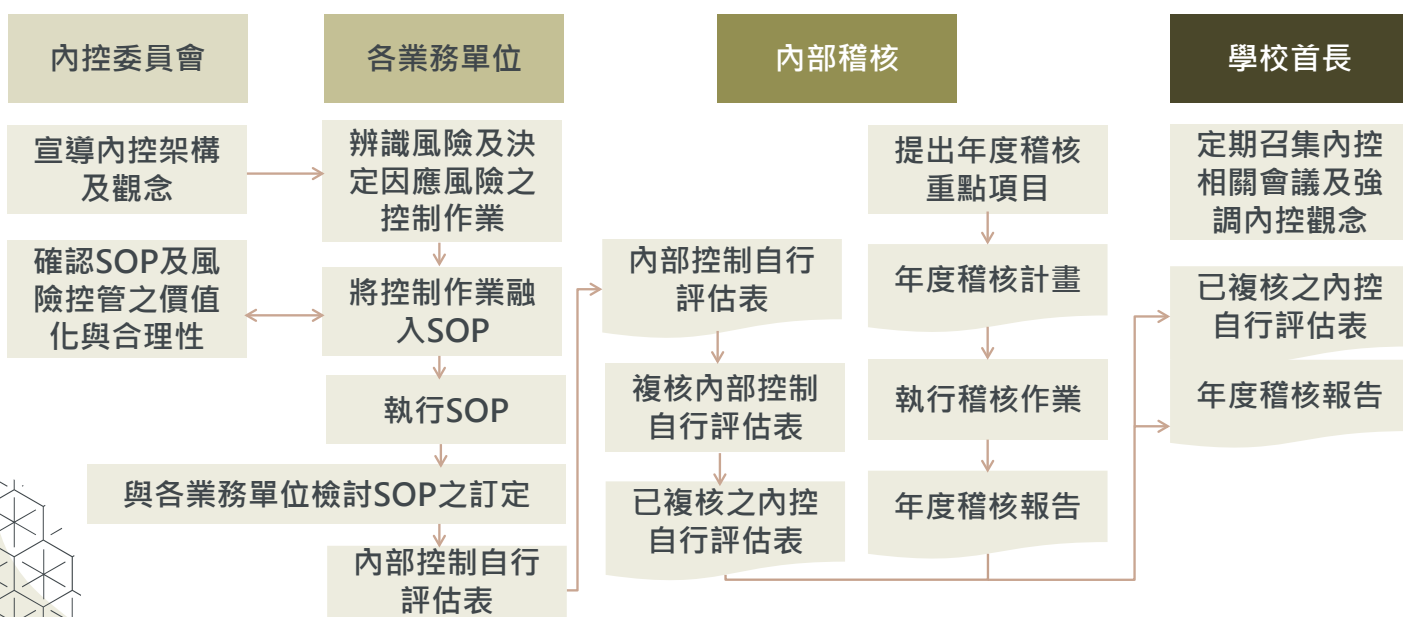 內控委員會
各業務單位
內部稽核
學校首長
宣導內控架構
及觀念
確認SOP及風
險控管之價值
化與合理性
辨識風險及決
定因應風險之
控制作業
將控制作業融
入SOP
執行SOP
與各業務單位檢討SOP之訂定
內部控制自行
評估表
內部控制自行
評估表
複核內部控制
自行評估表
已複核之內控
自行評估表
提出年度稽核
重點項目
年度稽核計畫
執行稽核作業
年度稽核報告
定期召集內控
相關會議及強
調內控觀念
已複核之內控
自行評估表
年度稽核報告